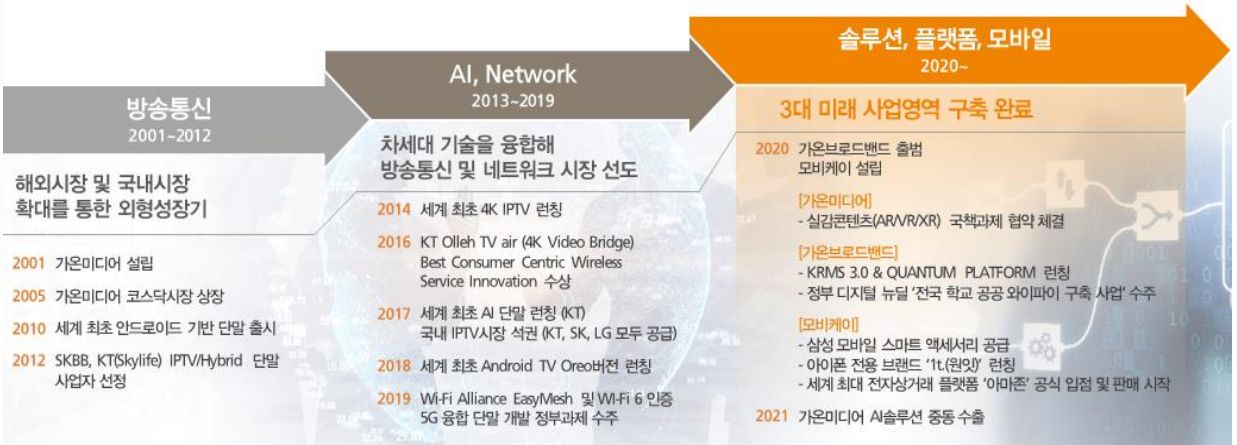 방송통신
2001~2012
해외시장 및 국내시장
확대를 통한 외형성장기
2001 가온미디어 설립
2005 가온미디어 코스닥시장 상장
2010 세계 최초 안드로이드 기반 단말 출시
2012 SKBB, KT(Skylife) IPTV/Hybrid 단말
사업자 선정
AI, Network
2013~2019
차세대 기술을 융합해
방송통신 및 네트워크 시장 선도
2014 세계 최초 4K IPTV 런칭
2016 KT Olleh TV air (4K Video Bridge)
Best Consumer Centric Wireless
Service Innovation 수상
2017 세계 최초 AI 단말 런칭 (KT)
국내 IPTV시장 석권 (KT, SK, LG 모두 공급)
2018 세계 최초 Android TV Oreo버전 런칭
2019 Wi-Fi Alliance EasyMesh 및 WI-Fi 6 인증
5G 융합 단말 개발 정부과제 수주
솔루션, 플랫폼, 모바일
2020~
3대 미래 사업영역 구축 완료
2020 가온브로드밴드 출범
모비케이 설립
[가온미디어]
- 실감콘텐츠(AR/VR/XR) 국책과제 협약 체결
[가온브로드밴드]
- KRMS 3.0 & QUANTUM PLATFORM 런칭
- 정부 디지털 뉴딜 '전국 학교 공공 와이파이 구축 사업' 수주
[모비케이]
- 삼성 모바일 스마트 액세서리 공급
- 아이폰 전용 브랜드 '1t.(원잇)' 런칭
- 세계 최대 전자상거래 플랫폼 '아마존' 공식 입점 및 판매 시작
2021 가온미디어 AI솔루션 중동 수출